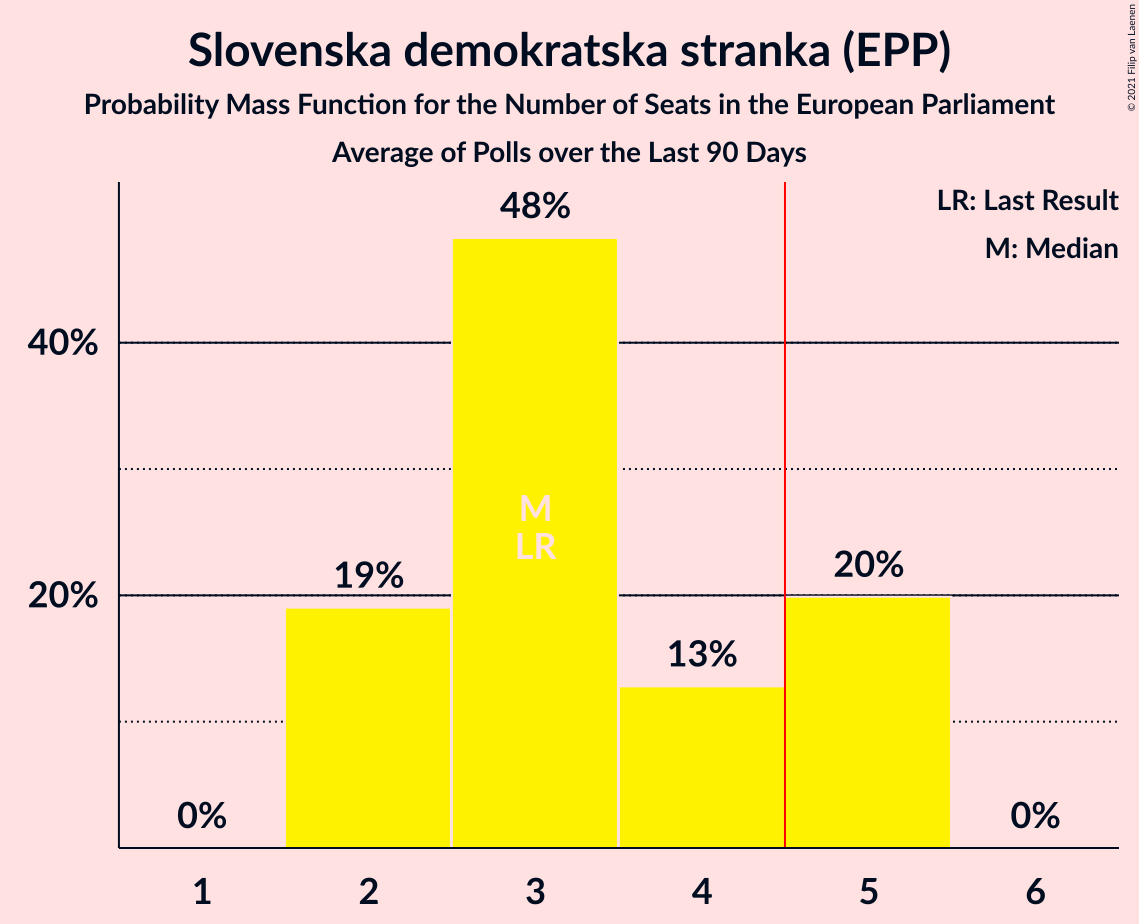 Slovenska demokratska stranka (EPP)
Probability Mass Function for the Number of Seats in the European Parliament
Average of Polls over the Last 90 Days
© 2021 Filip van Laenen
LR: Last Result
M: Median
48%
40%
M
LR
19%
20%
20%
13%
0%
0%
1 2 3 4 5 6